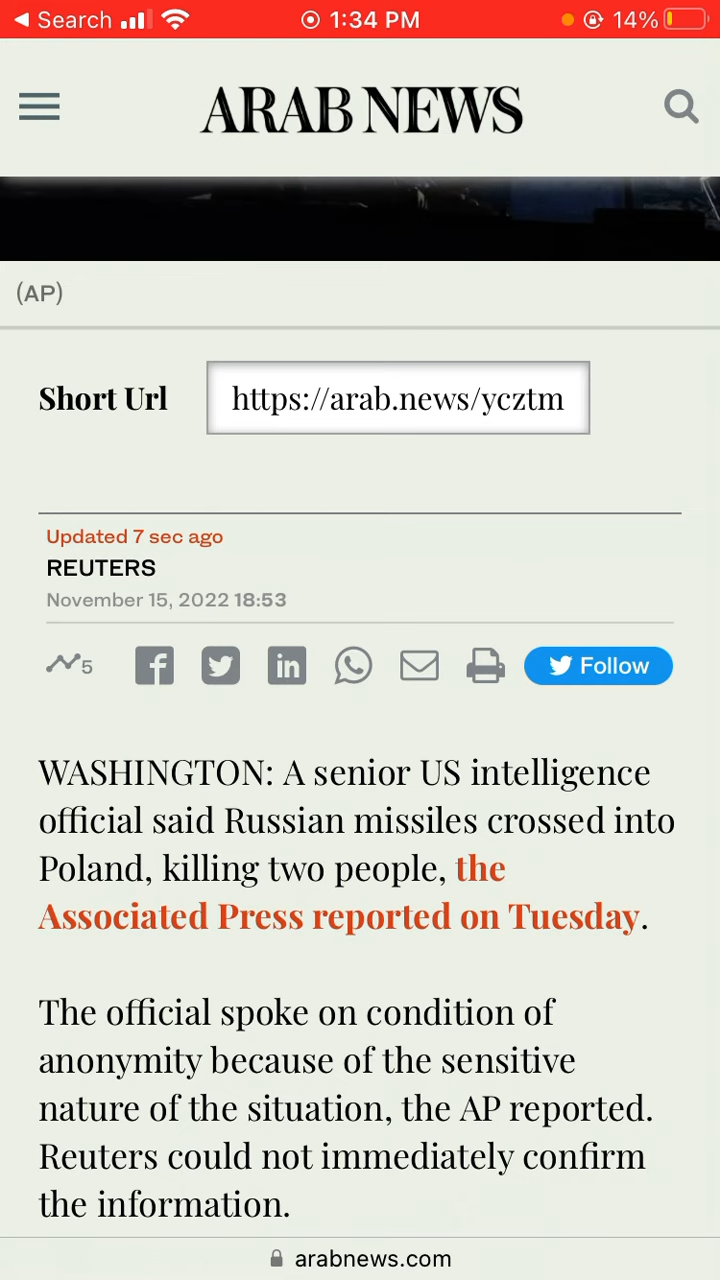 Search 1:34 PM 14%
ARAB NEWS
(AP)
Short Url https://arab.news/ycztm
Updated 7 sec ago
REUTERS
November 15, 2022 18:53
5 Follow
WASHINGTON: A senior US intelligence
official said Russian missiles crossed into
Poland, killing two people, the
Associated Press reported on Tuesday.
The official spoke on condition of
anonymity because of the sensitive
nature of the situation, the AP reported.
Reuters could not immediately confirm
the information.
arabnews.com